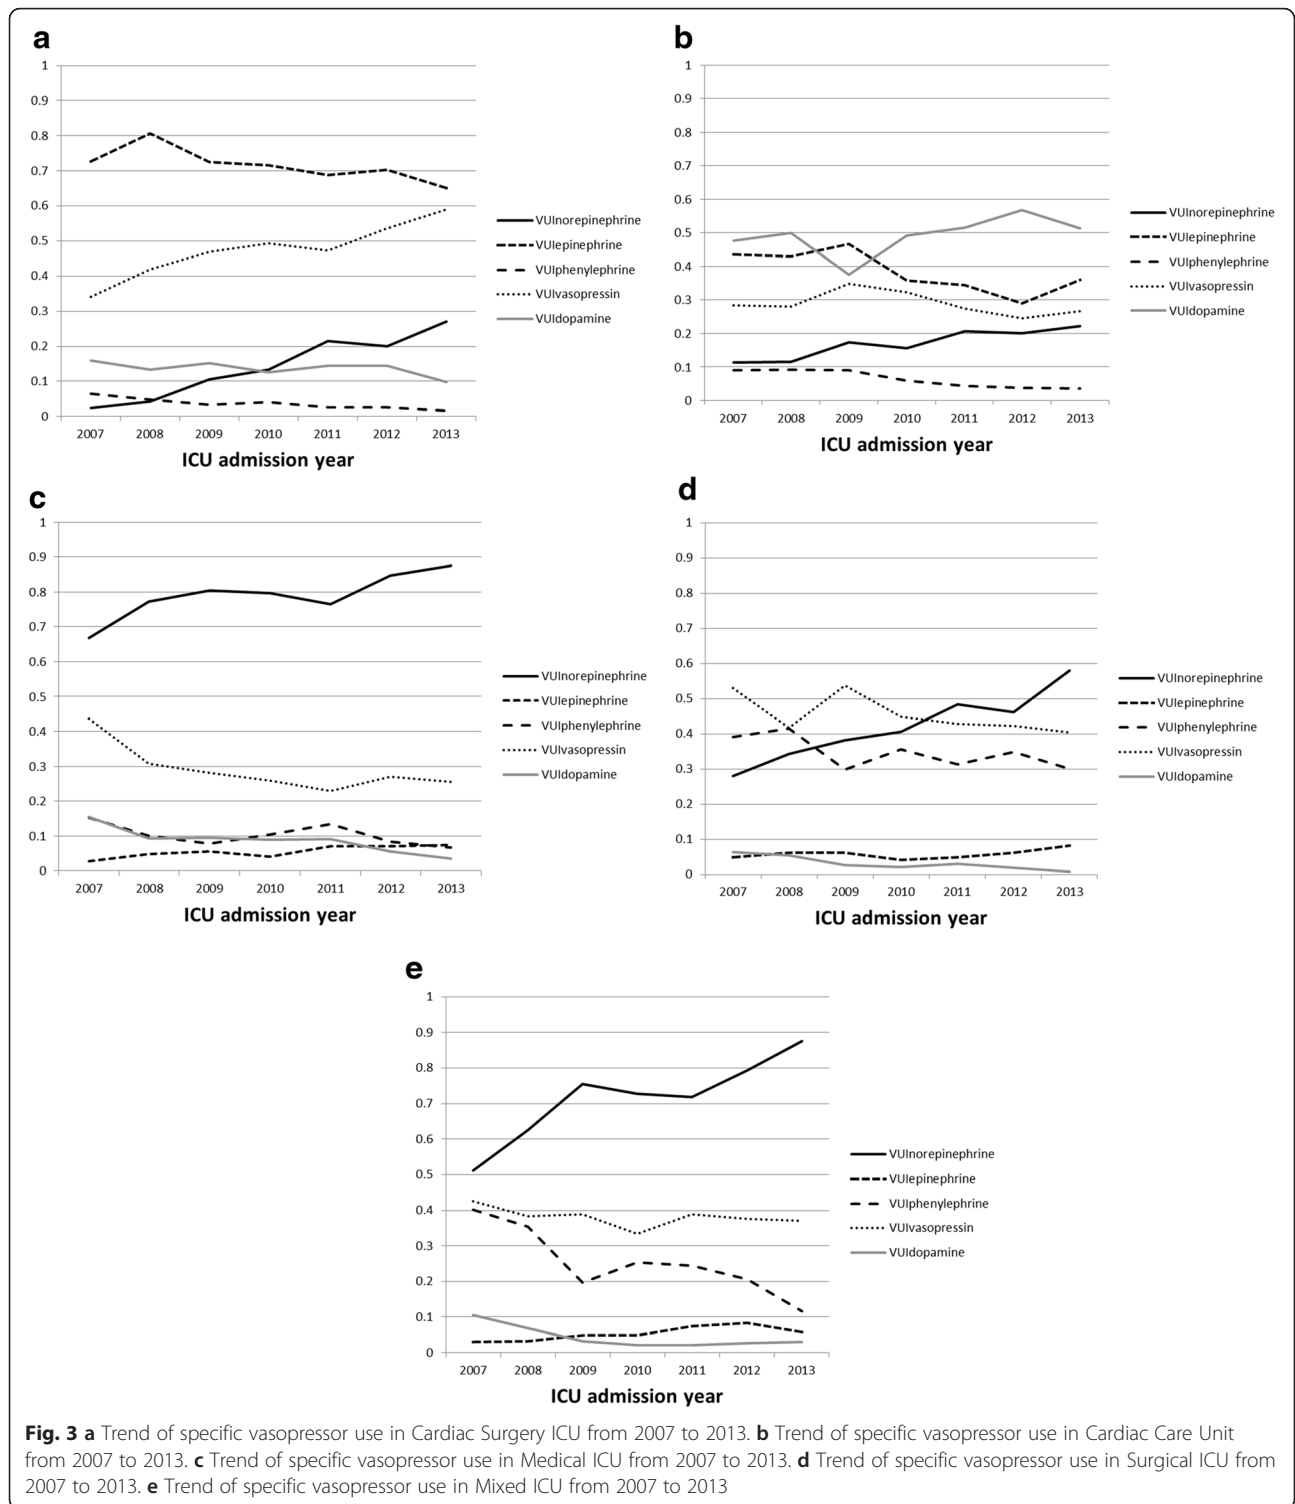 a
1
0.9
0.8
0.7
0.6
0.5
0.4
0.3
0.2
0.1
0
2007 2008 2009 2010 2011 2012 2013
ICU admission year
VUInorepinephrine
VUIepinephrine
VUIphenylephrine
VUIvasopressin
VUIdopamine
b
1
0.9
0.8
0.7
0.6
0.5
0.4
0.3
0.2
0.1
0
2007 2008 2009 2010 2011 2012 2013
ICU admission year
VUInorepinephrine
VUIepinephrine
VUIphenylephrine
VUIvasopressin
VUIdopamine
c
1
0.9
0.8
0.7
0.6
0.5
0.4
0.3
0.2
0.1
0
2007 2008 2009 2010 2011 2012 2013
ICU admission year
VUInorepinephrine
VUIepinephrine
VUIphenylephrine
VUIvasopressin
VUIdopamine
d
1
0.9
0.8
0.7
0.6
0.5
0.4
0.3
0.2
0.1
0
2007 2008 2009 2010 2011 2012 2013
ICU admission year
VUInorepinephrine
VUIepinephrine
VUIphenylephrine
VUIvasopressin
VUIdopamine
e
1
0.9
0.8
0.7
0.6
0.5
0.4
0.3
0.2
0.1
0
2007 2008 2009 2010 2011 2012 2013
ICU admission year
VUInorepinephrine
VUIepinephrine
VUIphenylephrine
VUIvasopressin
VUIdopamine
Fig. 3 a Trend of specific vasopressor use in Cardiac Surgery ICU from 2007 to 2013. b Trend of specific vasopressor use in Cardiac Care Unit
from 2007 to 2013. c Trend of specific vasopressor use in Medical ICU from 2007 to 2013. d Trend of specific vasopressor use in Surgical ICU from
2007 to 2013. e Trend of specific vasopressor use in Mixed ICU from 2007 to 2013